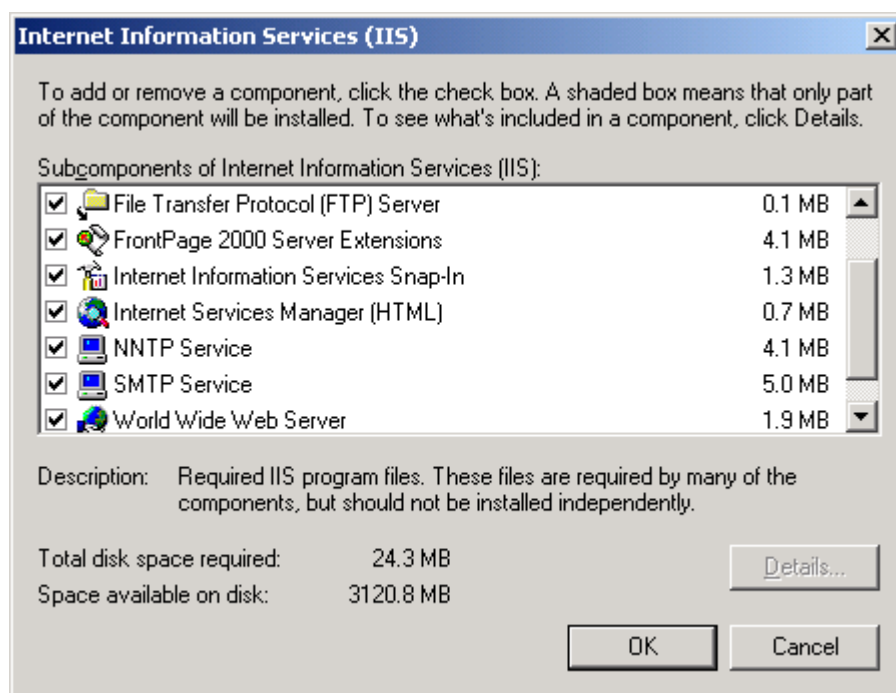 Internet Information Services (IIS)
To add or remove a component, click the check box. A shaded box means that only part
of the component will be installed. To see what's included in a component, click Details.
Subcomponents of Internet Information Services (IIS):
File Transfer Protocol (FTP) Server 0.1 MB
FrontPage 2000 Server Extensions 4.1 MB
Internet Information Services Snap-In 1.3 MB
Internet Services Manager (HTML) 0.7 MB
NNTP Service 4.1 MB
SMTP Service 5.0 MB
World Wide Web Server 1.9 MB
Description: Required IIS program files. These files are required by many of the
components, but should not be installed independently.
Total disk space required: 24.3 MB
Details...
Space available on disk: 3120.8 MB
OK Cancel